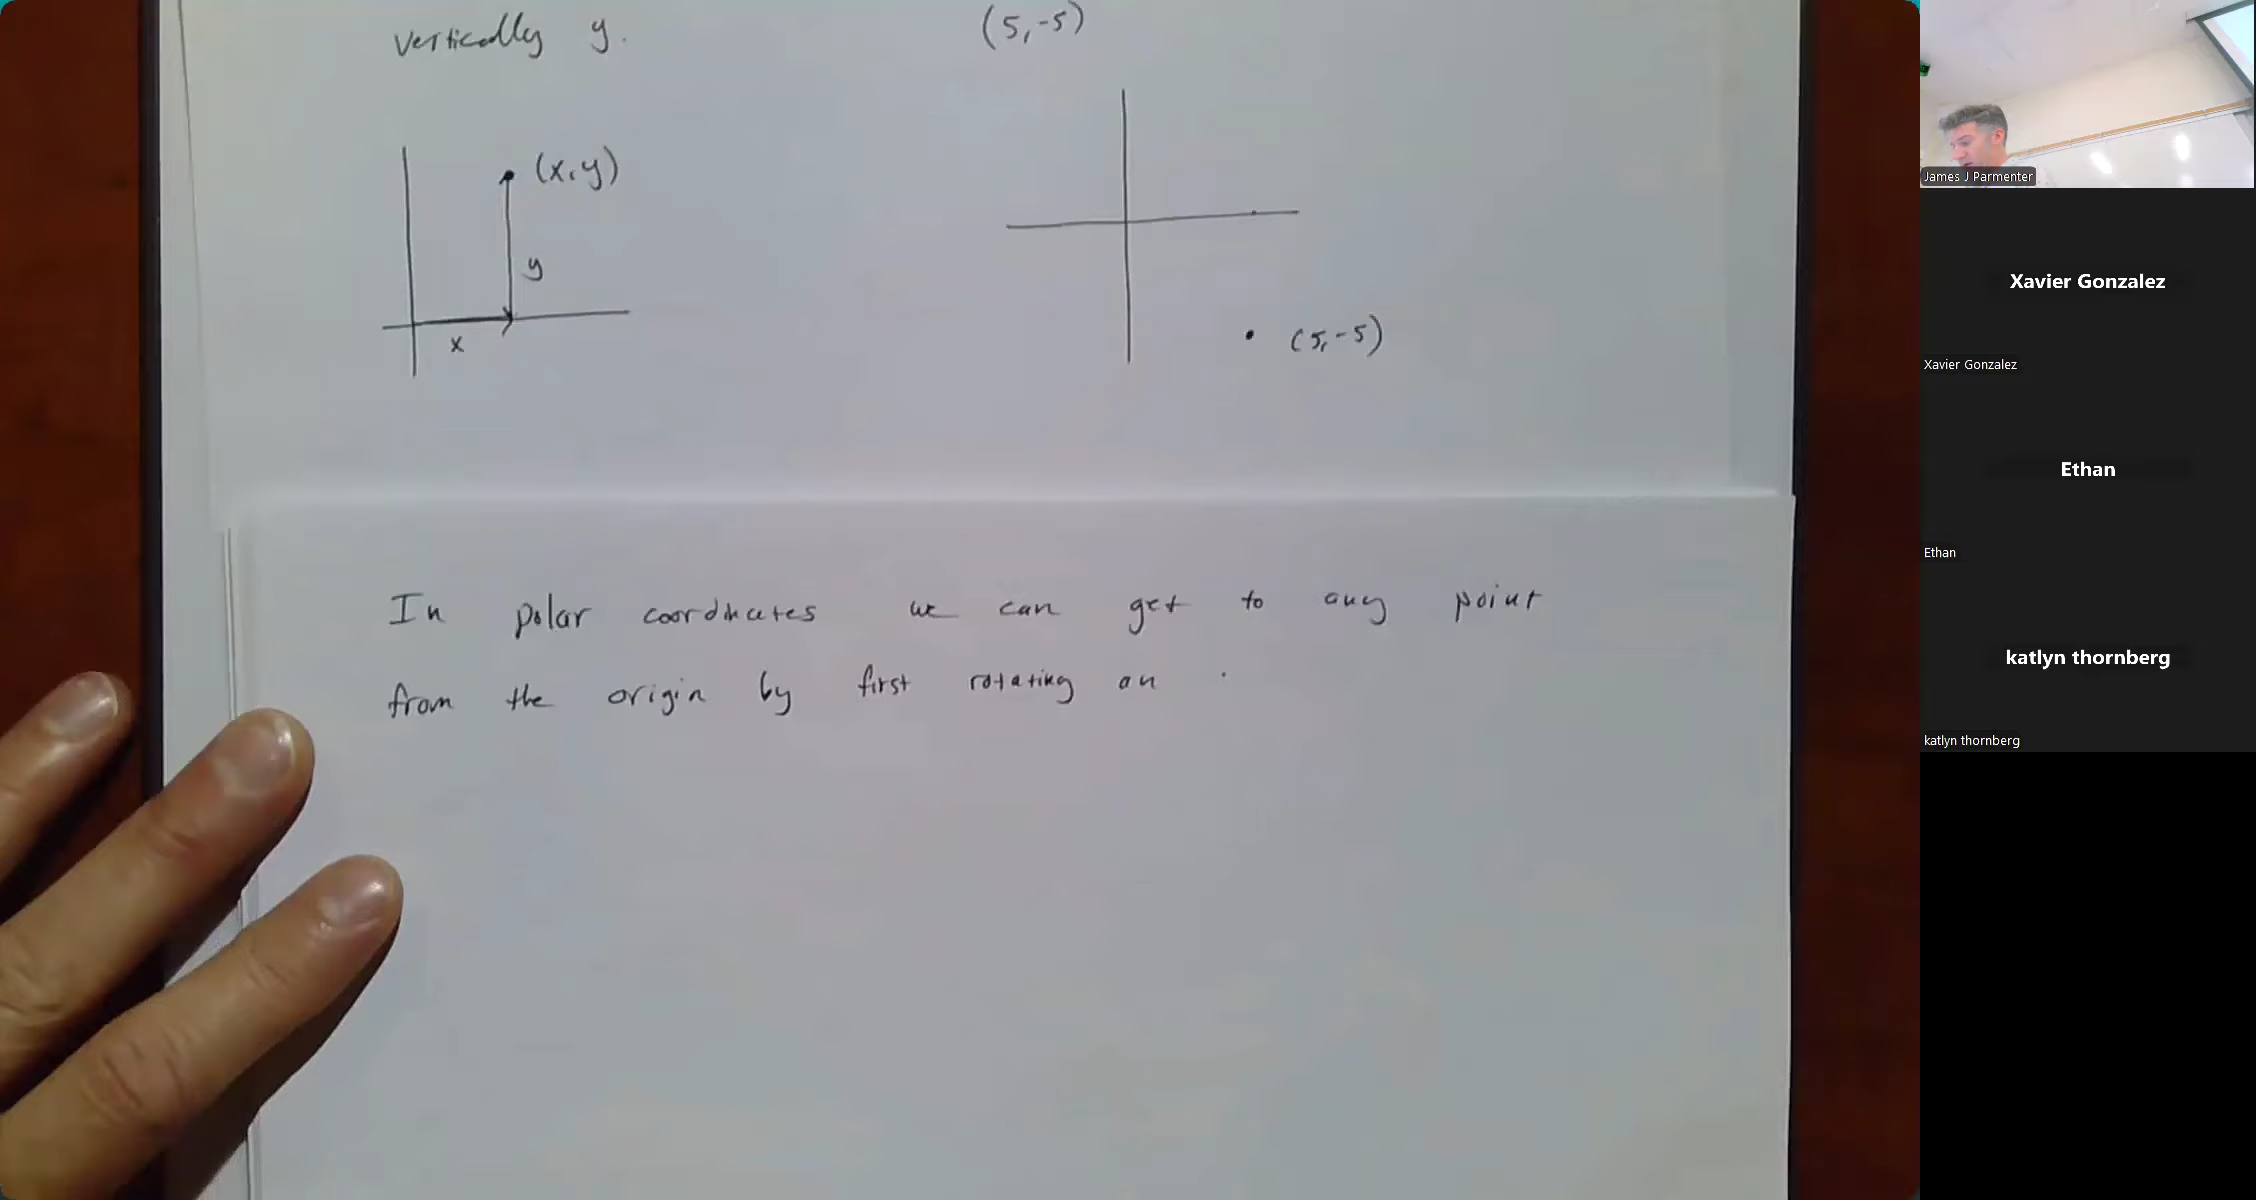 vertically y.
(5,-5)
(x,y)
y
x
(5,-5)
In polar coordinates we can get to any point
from the origin by first rotating an
James J Parmenter
Xavier Gonzalez
Xavier Gonzalez
Ethan
Ethan
katlyn thornberg
katlyn thornberg